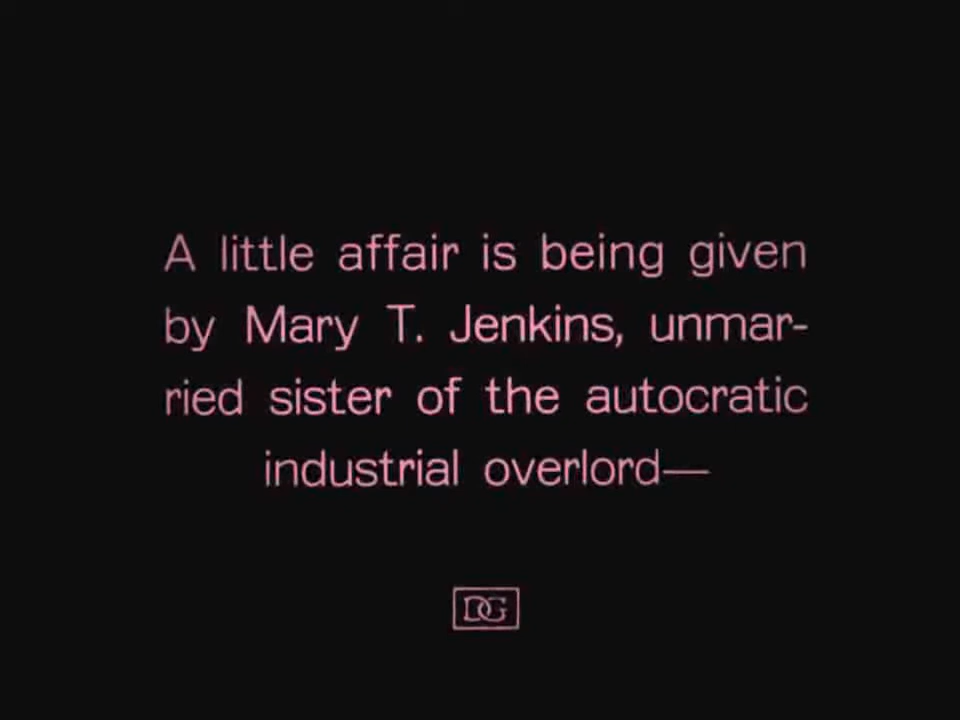 A little affair is being given
by Mary T. Jenkins, unmar-
ried sister of the autocratic
industrial overlord—
DG